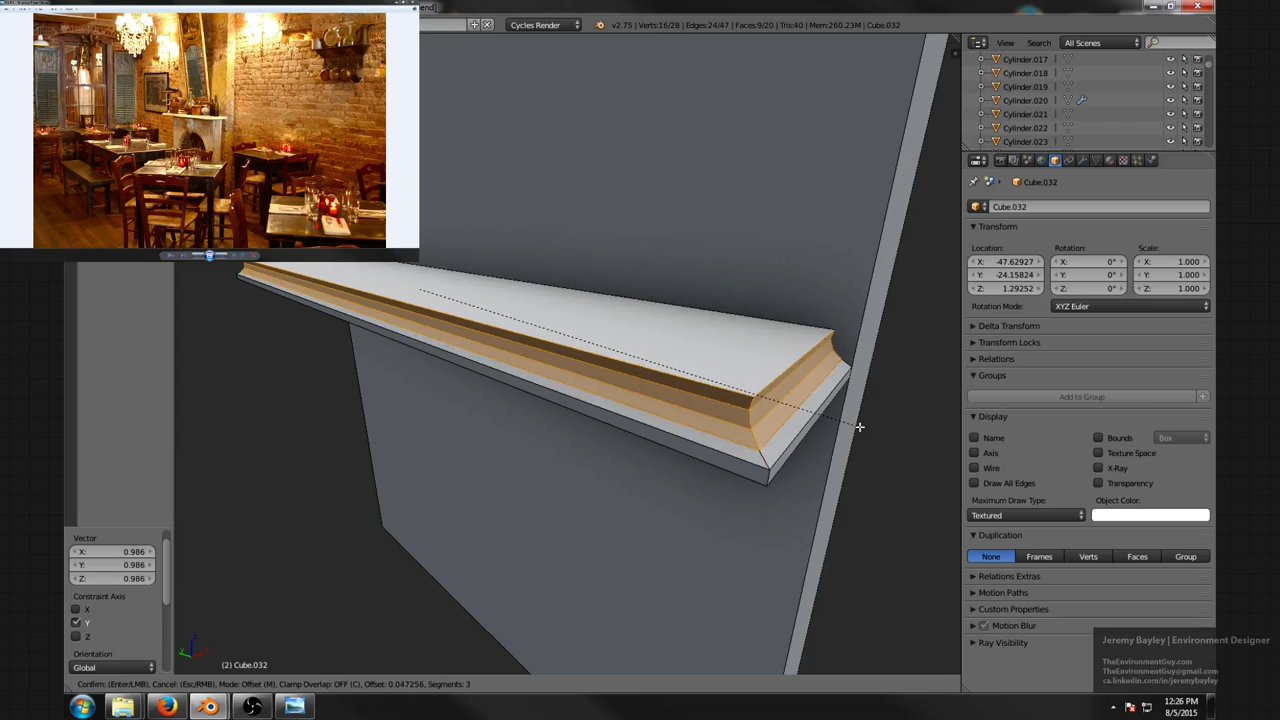 end]
Cycles Render
v2.75 | Verts:16/28 | Edges:24/47 | Faces:9/20 | Tris:40 | Mem:260.23M | Cube.032
View
Search
All Scenes
Cylinder.017
Cylinder.018
Cylinder.019
Cylinder.020
Cylinder.021
Cylinder.022
Cylinder.023
Cube.032
Cube.032
Transform
Location: Rotation: Scale:
X: -47.62927 X: 0° X: 1.000
Y: -24.15824 Y: 0° Y: 1.000
Z: 1.29252 Z: 0° Z: 1.000
Rotation Mode: XYZ Euler
Delta Transform
Transform Locks
Relations
Groups
Add to Group
Display
Name Bounds Box
Axis Texture Space
Wire X-Ray
Draw All Edges Transparency
Maximum Draw Type: Object Color:
Textured
Duplication
None Frames Verts Faces Group
Relations Extras
Motion Paths
Custom Properties
Motion Blur
Ray Visibility
Vector
X: 0.986
Y: 0.986
Z: 0.986
Constraint Axis
X
Y
Z
Orientation
Global
(2) Cube.032
Confirm: (Enter/LMB), Cancel: (Esc/RMB), Mode: Offset (M), Clamp Overlap: OFF (C), Offset: 0.047256, Segments: 3
Jeremy Bayley | Environment Designer
TheEnvironmentGuy.com
TheEnvironmentGuy@gmail.com
ca.linkedin.com/in/jeremybayley
12:26 PM
8/5/2015